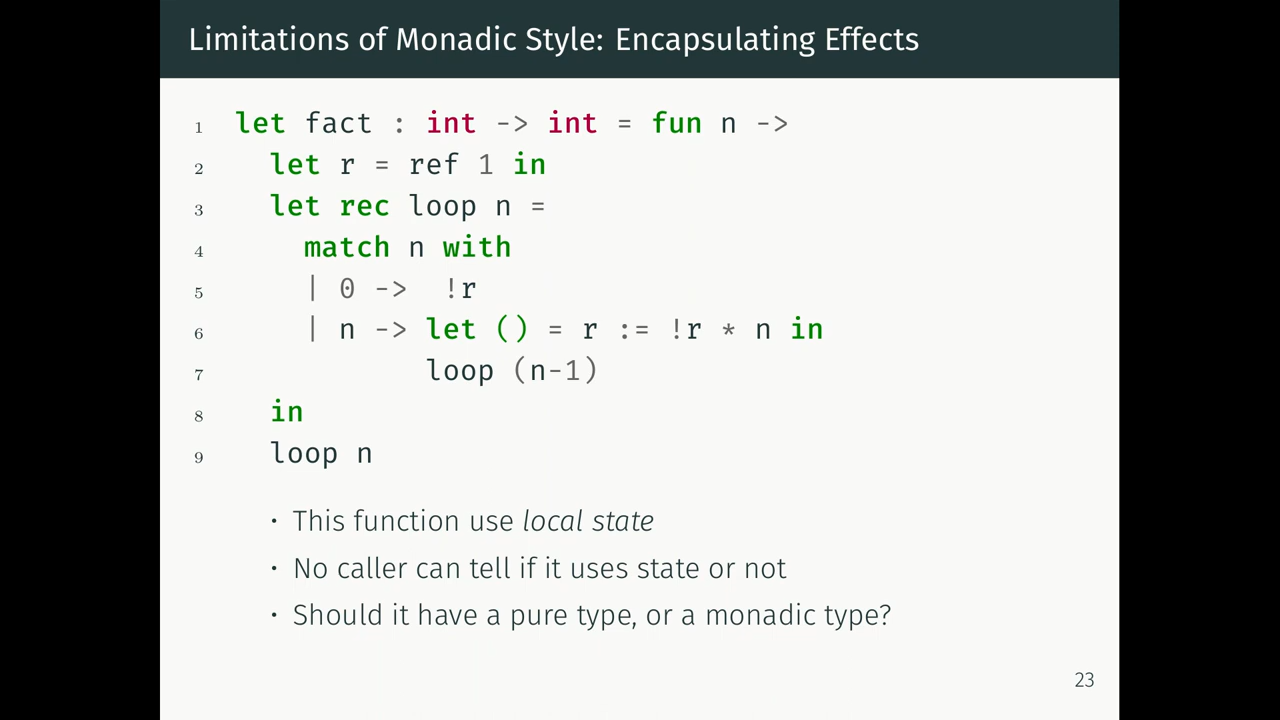 Limitations of Monadic Style: Encapsulating Effects
1 let fact : int -> int = fun n ->
2 let r = ref 1 in
3 let rec loop n =
4 match n with
5 | 0 -> !r
6 | n -> let () = r := !r * n in
7 loop (n-1)
8 in
9 loop n
· This function use local state
· No caller can tell if it uses state or not
· Should it have a pure type, or a monadic type?
23